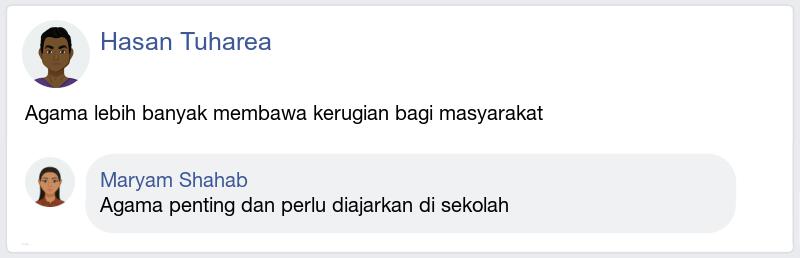 Hasan Tuharea
Agama lebih banyak membawa kerugian bagi masyarakat
Maryam Shahab
Agama penting dan perlu diajarkan di sekolah